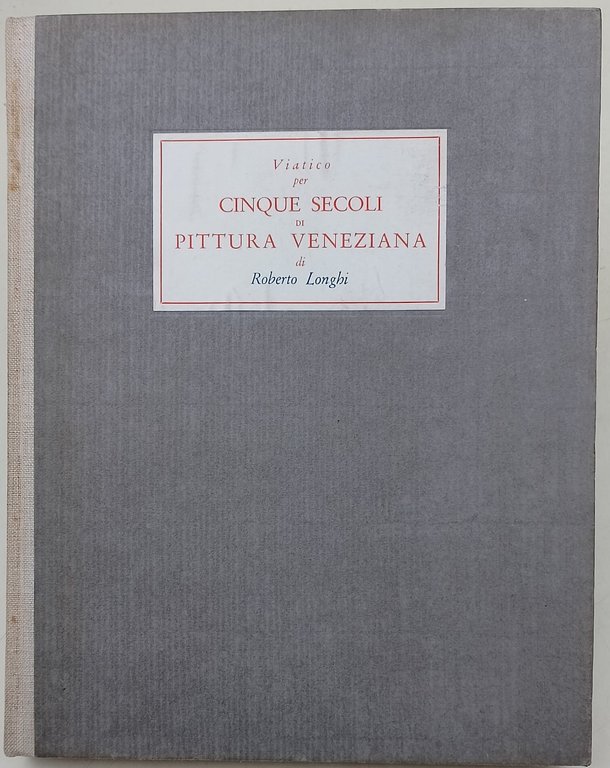 Viatico
per
CINQUE SECOLI
DI
PITTURA VENEZIANA
di
Roberto Longhi